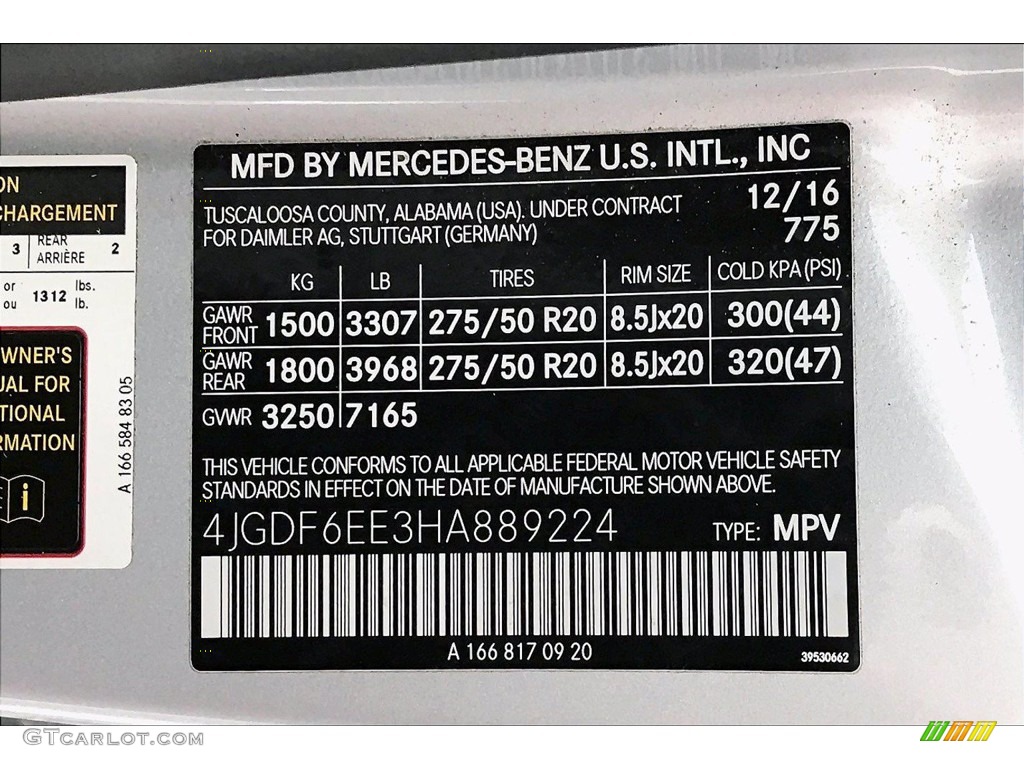 MFD BY MERCEDES-BENZ U.S. INTL., INC
TUSCALOOSA COUNTY, ALABAMA (USA). UNDER CONTRACT
FOR DAIMLER AG, STUTTGART (GERMANY)
12/16
775
KG LB TIRES RIM SIZE COLD KPA (PSI)
GAWR FRONT 1500 3307 275/50 R20 8.5Jx20 300(44)
GAWR REAR 1800 3968 275/50 R20 8.5Jx20 320(47)
GVWR 3250 7165
THIS VEHICLE CONFORMS TO ALL APPLICABLE FEDERAL MOTOR VEHICLE SAFETY
STANDARDS IN EFFECT ON THE DATE OF MANUFACTURE SHOWN ABOVE.
4JGDF6EE3HA889224 TYPE: MPV
A 166 817 09 20
39530662
CHARGEMENT
3 REAR 2
ARRIÈRE
or 1312 lbs.
ou lb.
OWNER'S
FOR
A 166 584 83 05
GTCARLOT.COM